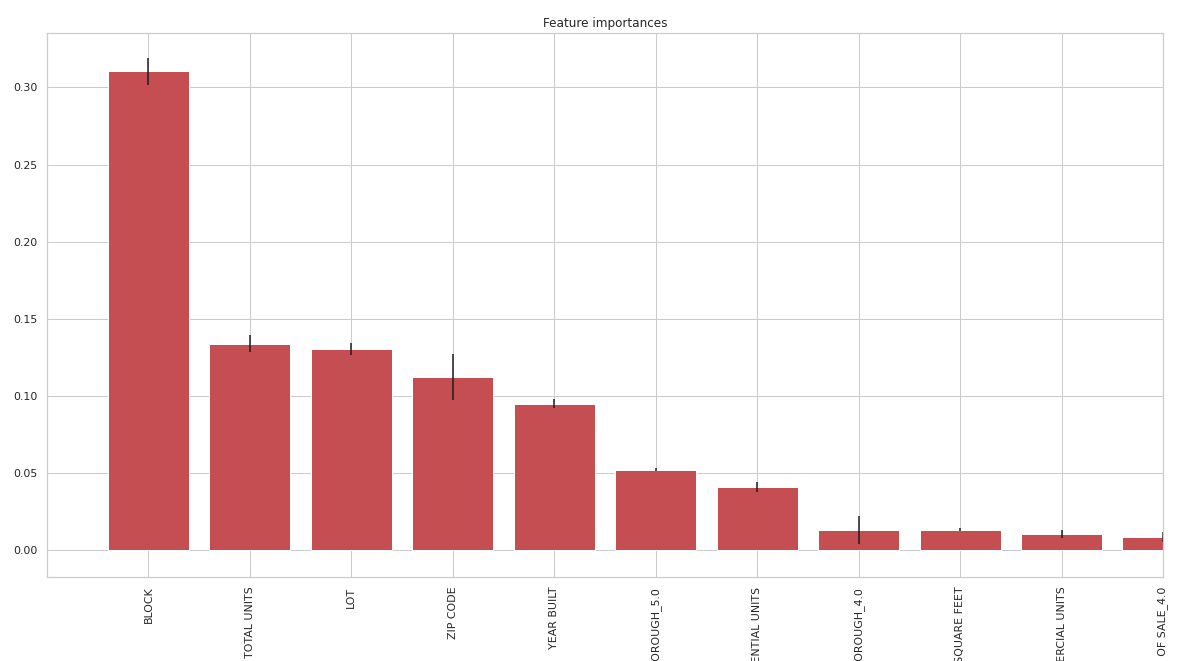 Feature importances
0.30
0.25
0.20
0.15
0.10
0.05
0.00
BLOCK
TOTAL UNITS
LOT
ZIP CODE
YEAR BUILT
OROUGH_5.0
ENTIAL UNITS
OROUGH_4.0
SQUARE FEET
ERCIAL UNITS
OF SALE_4.0